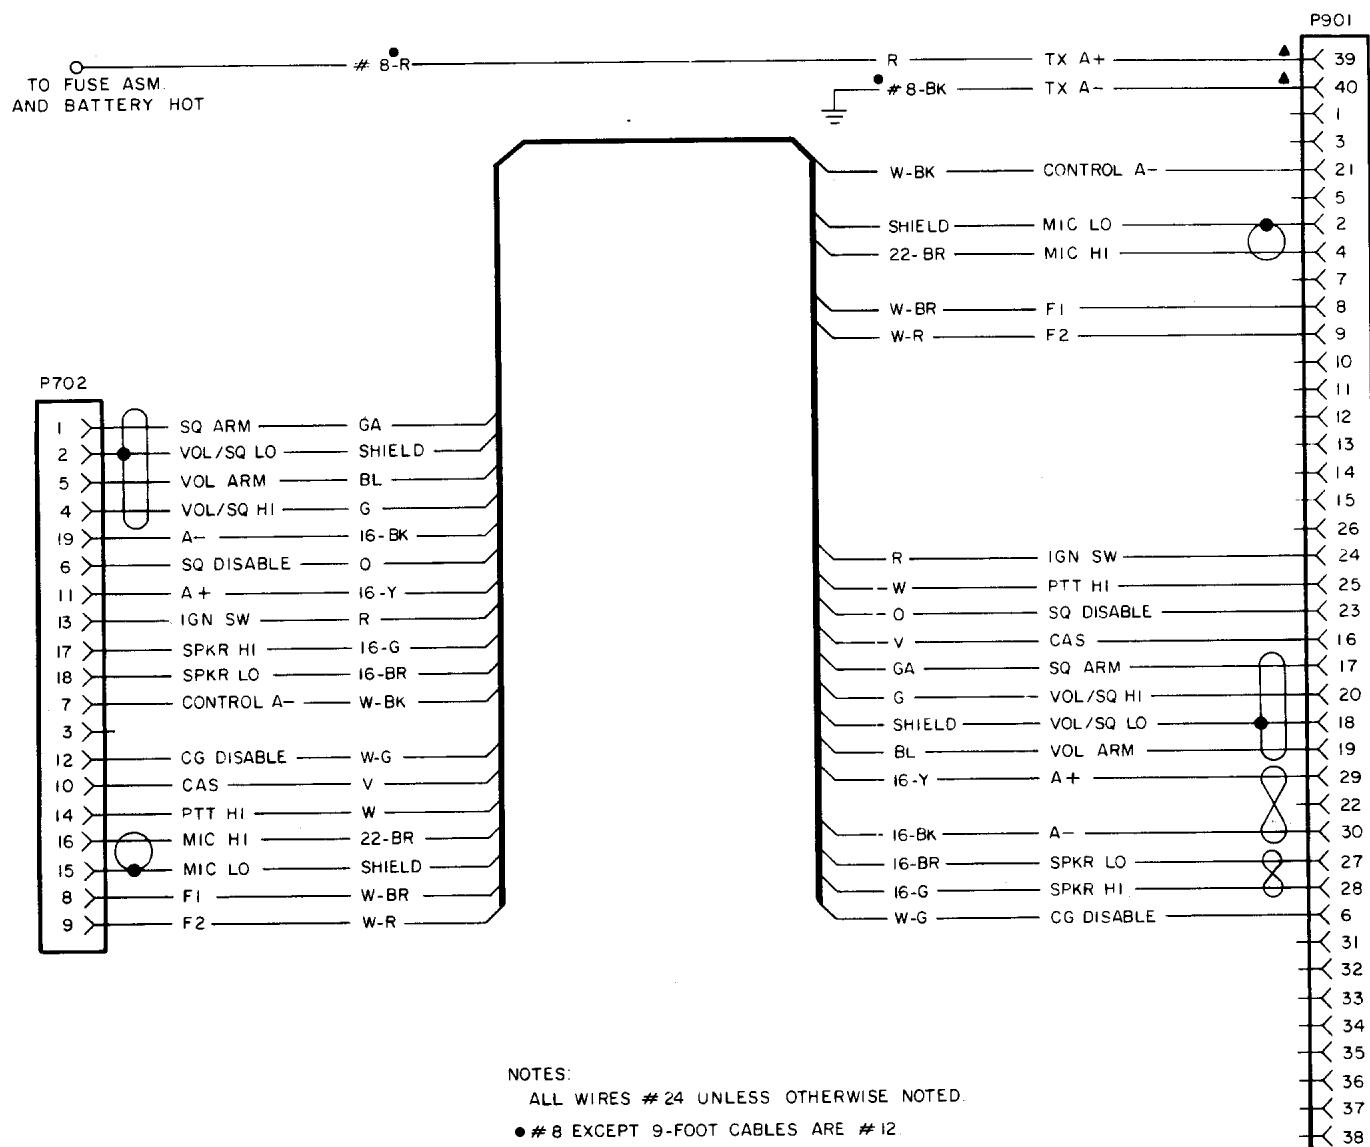 P901
# 8-R R TX A+ 39
TO FUSE ASM.
AND BATTERY HOT
# 8-BK TX A- 40
1
3
W-BK CONTROL A- 21
5
SHIELD MIC LO 2
22-BR MIC HI 4
7
W-BR F1 8
W-R F2 9
10
11
12
13
14
15
26
R IGN SW 24
W PTT HI 25
O SQ DISABLE 23
V CAS 16
GA SQ ARM 17
G VOL/SQ HI 20
SHIELD VOL/SQ LO 18
BL VOL ARM 19
16-Y A+ 29
22
16-BK A- 30
16-BR SPKR LO 27
16-G SPKR HI 28
W-G CG DISABLE 6
31
32
33
34
35
36
37
38
P702
1 SQ ARM GA
2 VOL/SQ LO SHIELD
5 VOL ARM BL
4 VOL/SQ HI G
19 A- 16-BK
6 SQ DISABLE O
11 A+ 16-Y
13 IGN SW R
17 SPKR HI 16-G
18 SPKR LO 16-BR
7 CONTROL A- W-BK
3
12 CG DISABLE W-G
10 CAS V
14 PTT HI W
16 MIC HI 22-BR
15 MIC LO SHIELD
8 F1 W-BR
9 F2 W-R
NOTES:
ALL WIRES # 24 UNLESS OTHERWISE NOTED.
● # 8 EXCEPT 9-FOOT CABLES ARE # 12.